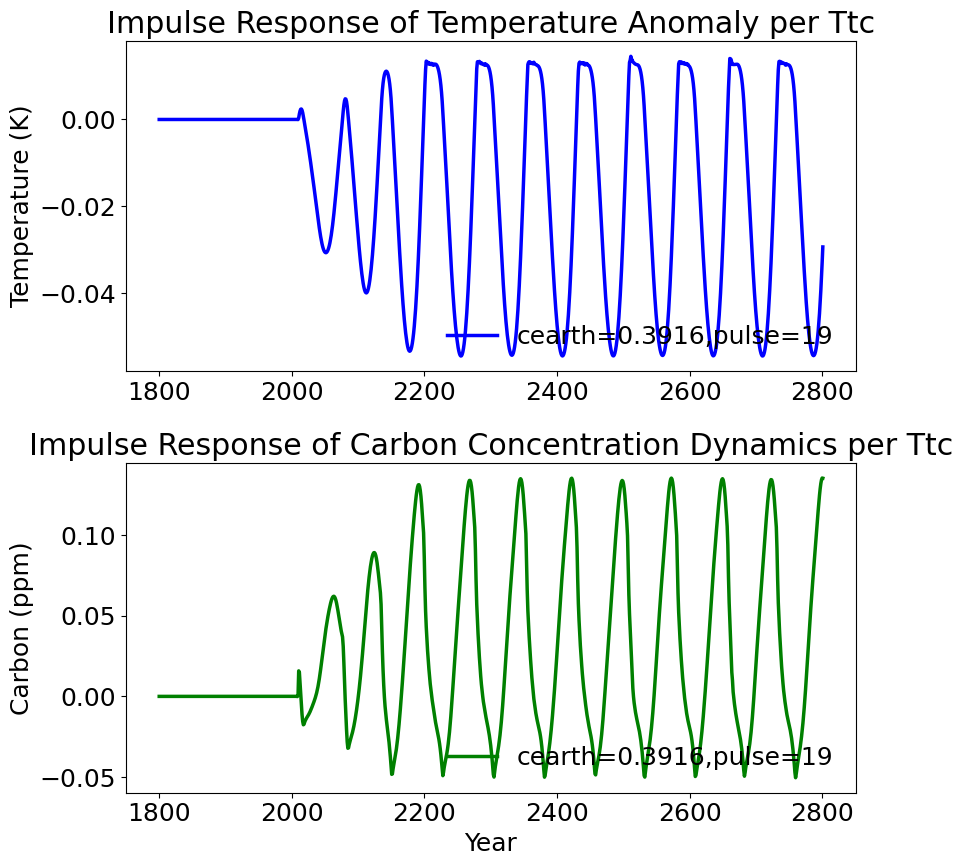 Impulse Response of Temperature Anomaly per Ttc
Temperature (K)
0.00
−0.02
−0.04
cearth=0.3916,pulse=19
1800
2000
2200
2400
2600
2800
Impulse Response of Carbon Concentration Dynamics per Ttc
Carbon (ppm)
0.10
0.05
0.00
−0.05
cearth=0.3916,pulse=19
1800
2000
2200
2400
2600
2800
Year